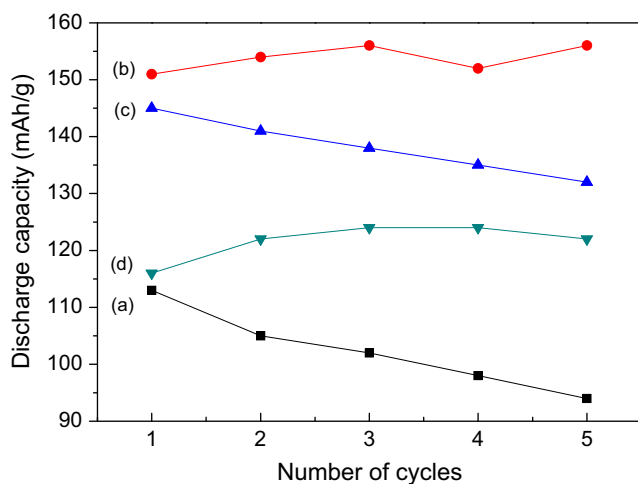 160
150
140
130
120
110
100
90
Discharge capacity (mAh/g)
(b)
(c)
(d)
(a)
1 2 3 4 5
Number of cycles